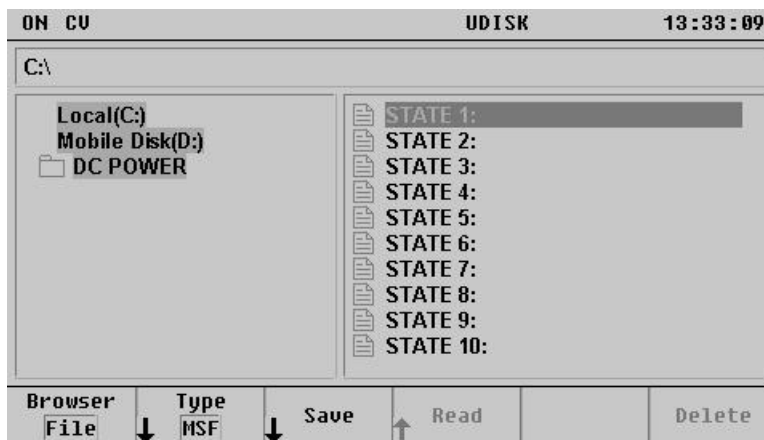 ON CV UDISK 13:33:09
C:\
Local(C:)
Mobile Disk(D:)
DC POWER
STATE 1:
STATE 2:
STATE 3:
STATE 4:
STATE 5:
STATE 6:
STATE 7:
STATE 8:
STATE 9:
STATE 10:
Browser Type Save Read Delete
File MSF